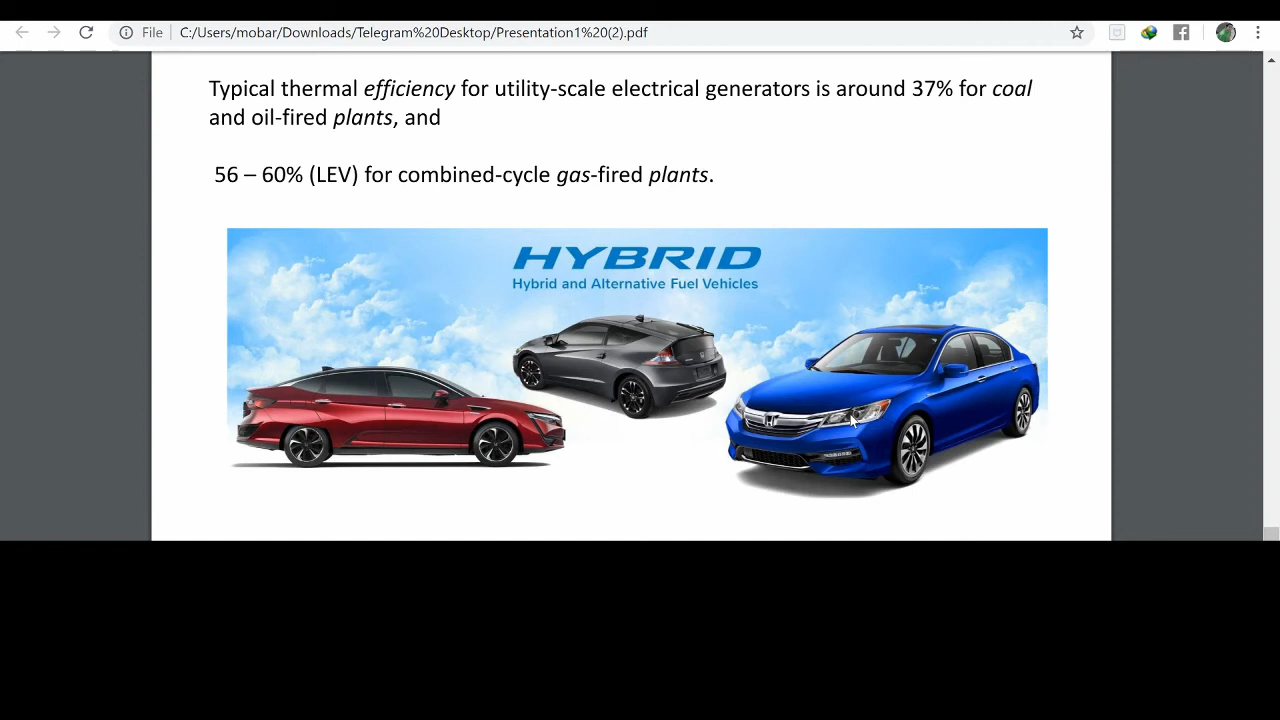 File
C:/Users/mobar/Downloads/Telegram%20Desktop/Presentation1%20(2).pdf
Typical thermal efficiency for utility-scale electrical generators is around 37% for coal
and oil-fired plants, and
56 – 60% (LEV) for combined-cycle gas-fired plants.
HYBRID
Hybrid and Alternative Fuel Vehicles